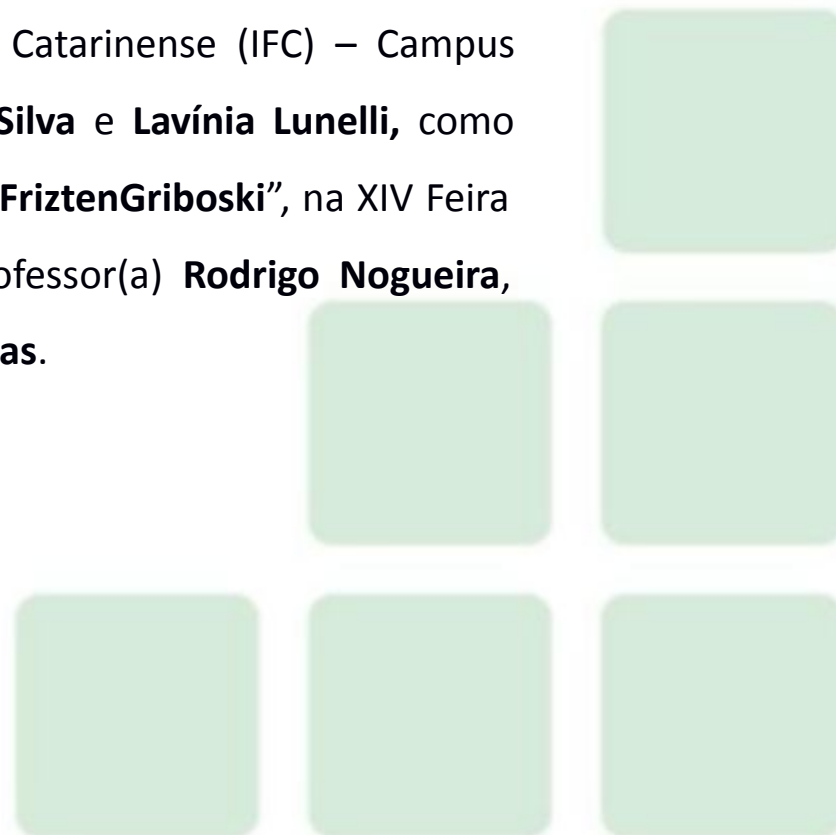 Catarinense (IFC) – Campus
Silva e Lavínia Lunelli, como
FriztenGriboski”, na XIV Feira
ofessor(a) Rodrigo Nogueira,
as.